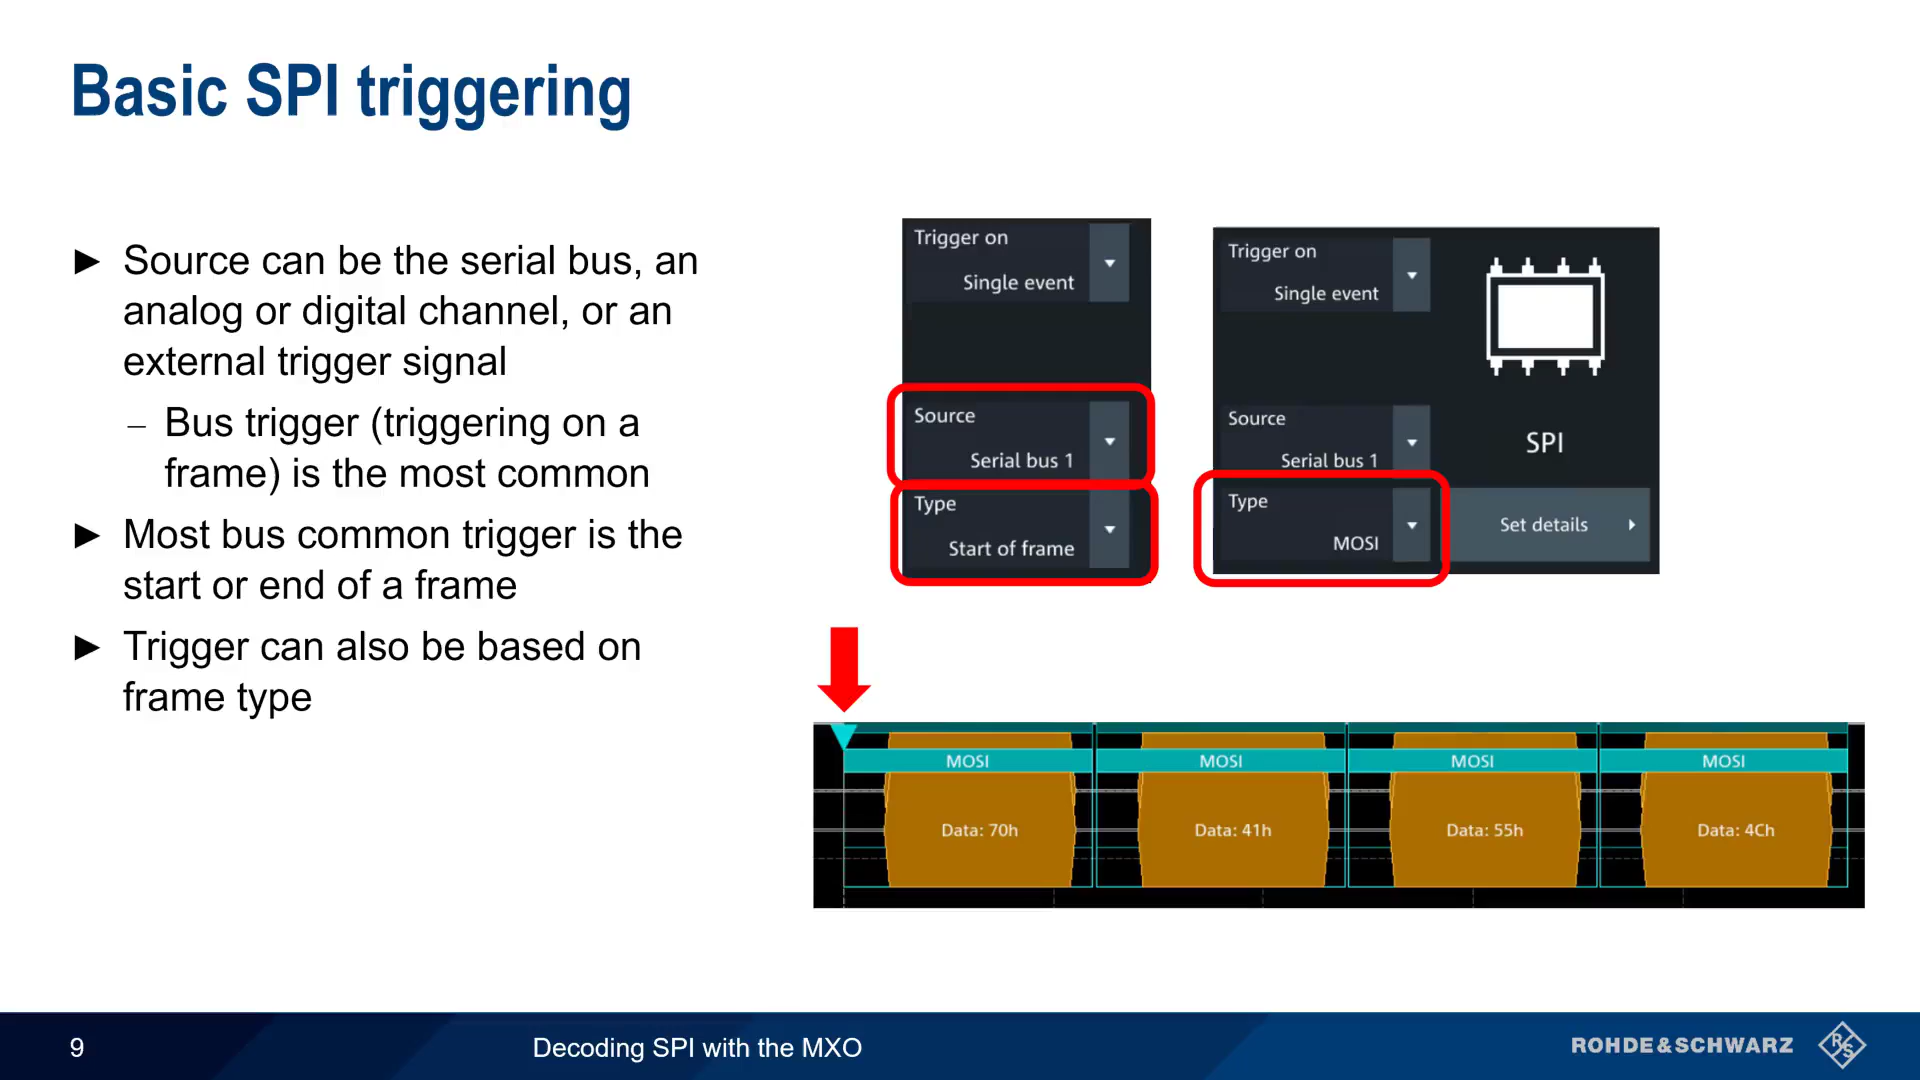 Basic SPI triggering
► Source can be the serial bus, an
analog or digital channel, or an
external trigger signal
– Bus trigger (triggering on a
frame) is the most common
► Most bus common trigger is the
start or end of a frame
► Trigger can also be based on
frame type
Trigger on
Single event
Source
Serial bus 1
Type
Start of frame
Trigger on
Single event
Source
Serial bus 1
Type
MOSI
SPI
Set details
MOSI MOSI MOSI MOSI
Data: 70h Data: 41h Data: 55h Data: 4Ch
9
Decoding SPI with the MXO
ROHDE&SCHWARZ
R&S